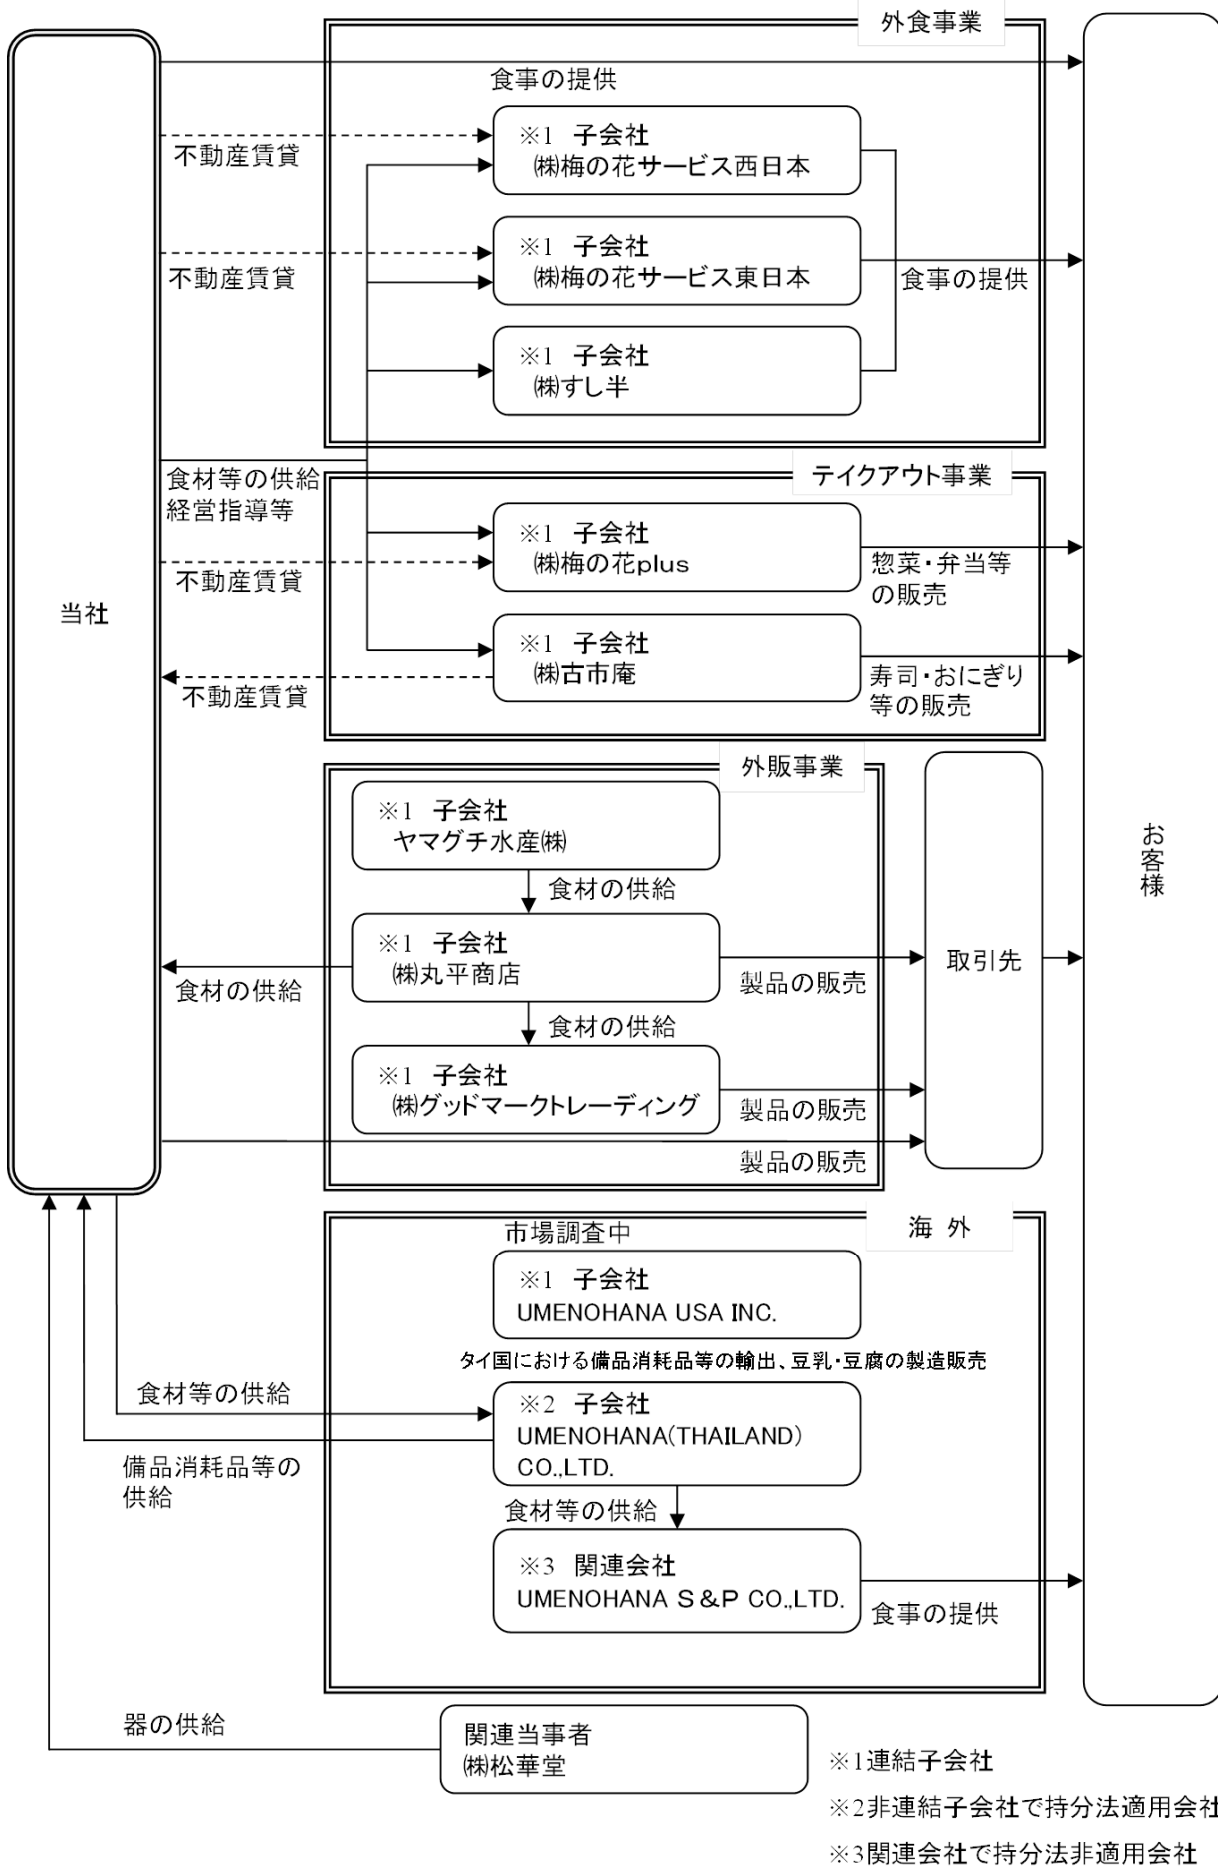 外食事業
食事の提供
※1 子会社
㈱梅の花サービス西日本
不動産賃貸
※1 子会社
㈱梅の花サービス東日本
不動産賃貸
食事の提供
※1 子会社
㈱すし半
食材等の供給
経営指導等
テイクアウト事業
※1 子会社
㈱梅の花plus
不動産賃貸
惣菜・弁当等
の販売
当社
※1 子会社
㈱古市庵
不動産賃貸
寿司・おにぎり
等の販売
外販事業
※1 子会社
ヤマグチ水産㈱
お客様
食材の供給
※1 子会社
㈱丸平商店
取引先
食材の供給
製品の販売
食材の供給
※1 子会社
㈱グッドマークトレーディング
製品の販売
製品の販売
海 外
市場調査中
※1 子会社
UMENOHANA USA INC.
タイ国における備品消耗品等の輸出、豆乳・豆腐の製造販売
食材等の供給
※2 子会社
UMENOHANA(THAILAND)
CO.,LTD.
備品消耗品等の
供給
食材等の供給
※3 関連会社
UMENOHANA S&P CO.,LTD.
食事の提供
器の供給
関連当事者
㈱松華堂
※1連結子会社
※2非連結子会社で持分法適用会社
※3関連会社で持分法非適用会社